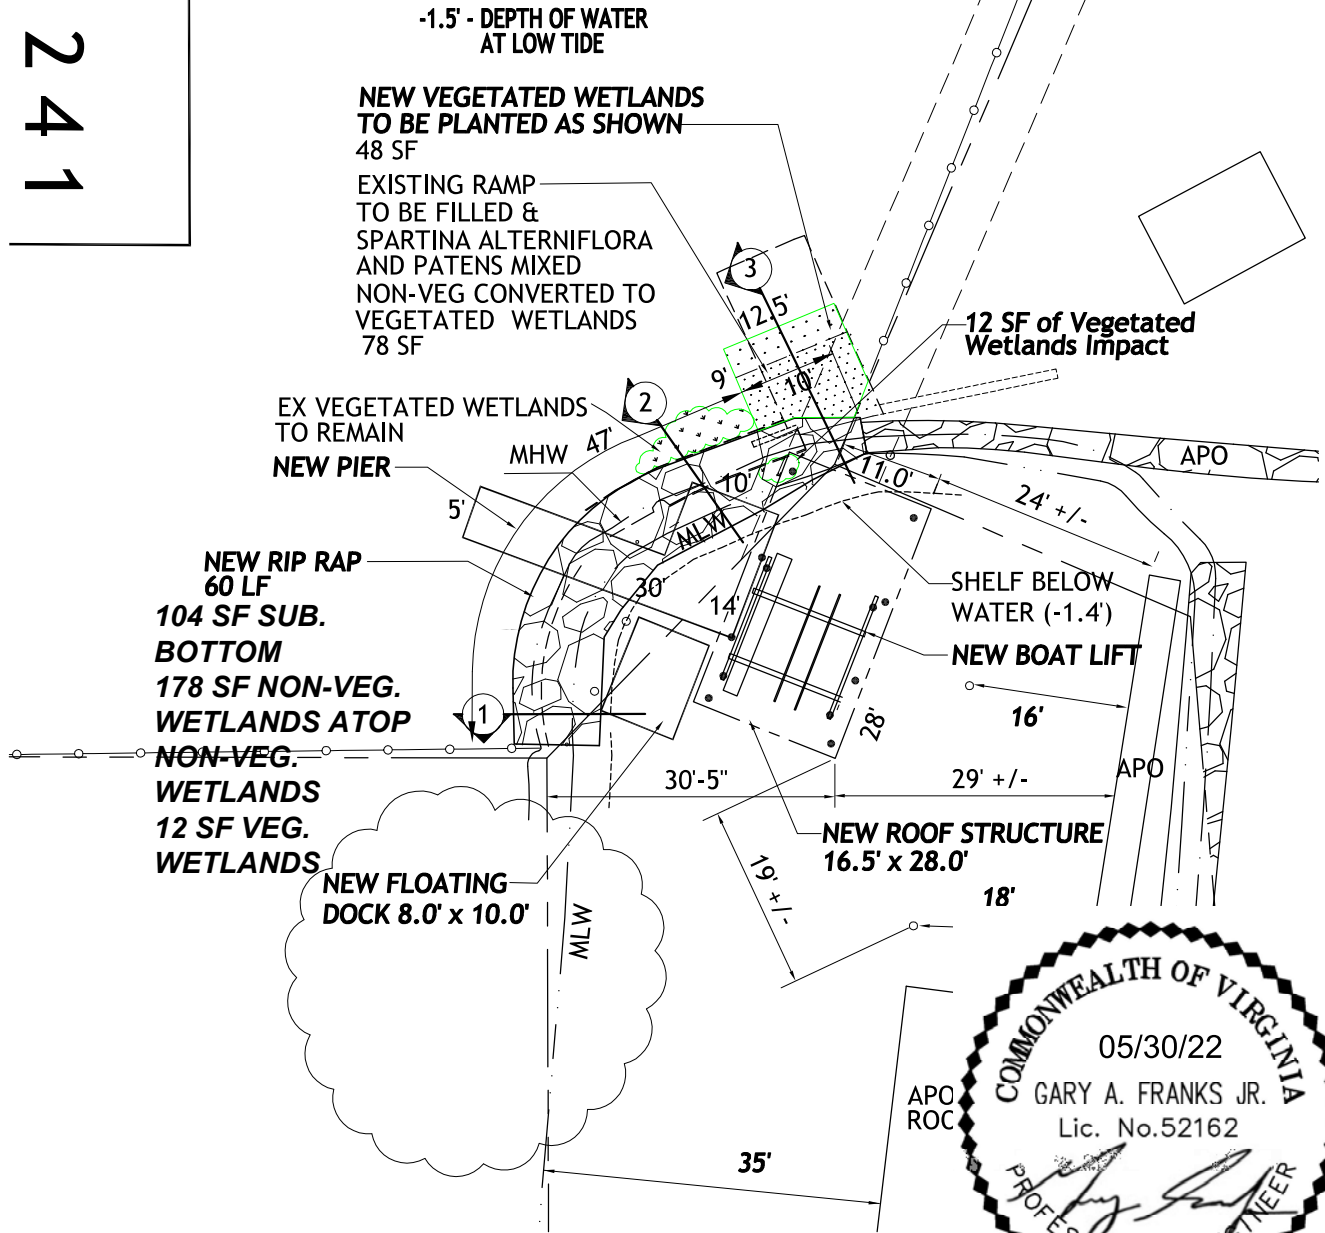 241
-1.5' - DEPTH OF WATER
AT LOW TIDE
NEW VEGETATED WETLANDS
TO BE PLANTED AS SHOWN
48 SF
EXISTING RAMP
TO BE FILLED &
SPARTINA ALTERNIFLORA
AND PATENS MIXED
NON-VEG CONVERTED TO
VEGETATED WETLANDS
78 SF
3
12.5'
12 SF of Vegetated
Wetlands Impact
9'
10'
2
EX VEGETATED WETLANDS
TO REMAIN
47'
MHW
NEW PIER
5'
10'
MLW
11.0'
24' +/-
APO
NEW RIP RAP
60 LF
104 SF SUB.
BOTTOM
178 SF NON-VEG.
WETLANDS ATOP
NON-VEG.
WETLANDS
12 SF VEG.
WETLANDS
30'
14'
SHELF BELOW
WATER (-1.4')
NEW BOAT LIFT
1
16'
28'
APO
30'-5"
29' +/-
NEW ROOF STRUCTURE
16.5' x 28.0'
19' +/-
18'
NEW FLOATING
DOCK 8.0' x 10.0'
MLW
35'
APO
ROO
COMMONWEALTH OF VIRGINIA
05/30/22
GARY A. FRANKS JR.
Lic. No.52162